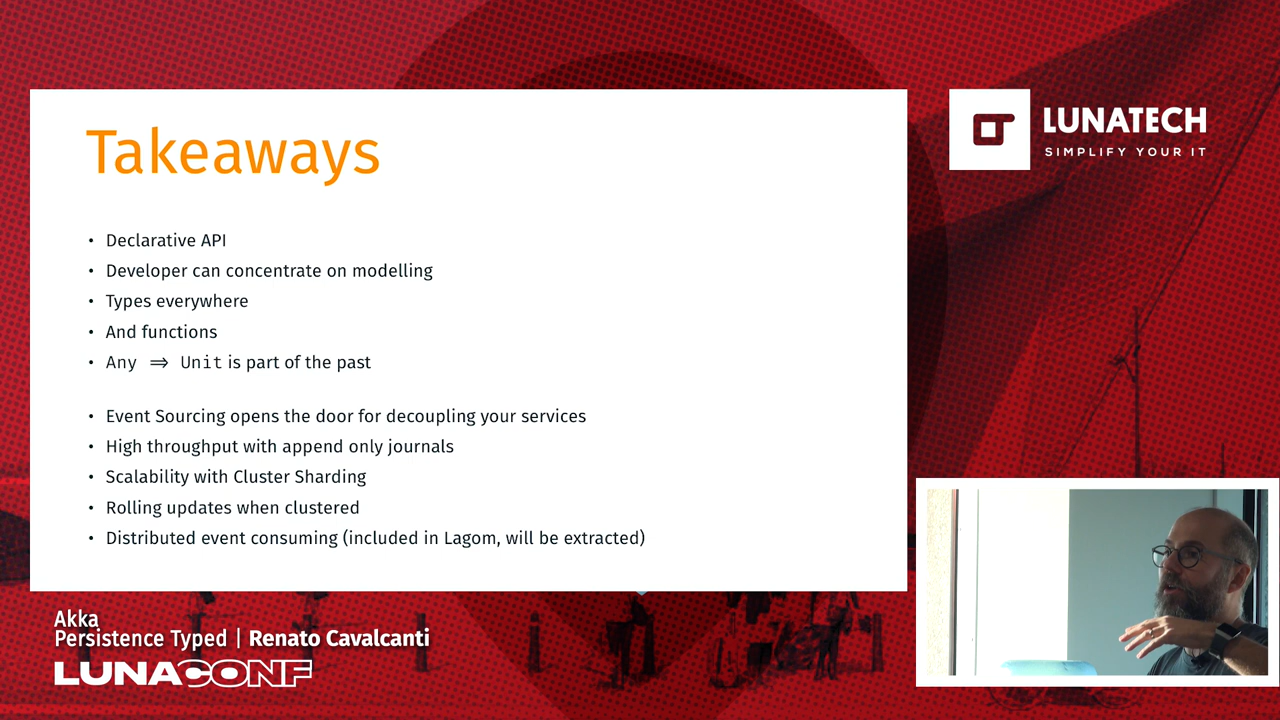 Takeaways
• Declarative API
• Developer can concentrate on modelling
• Types everywhere
• And functions
• Any ⇒ Unit is part of the past
• Event Sourcing opens the door for decoupling your services
• High throughput with append only journals
• Scalability with Cluster Sharding
• Rolling updates when clustered
• Distributed event consuming (included in Lagom, will be extracted)
LUNATECH
SIMPLIFY YOUR IT
Akka
Persistence Typed | Renato Cavalcanti
LUNACONF